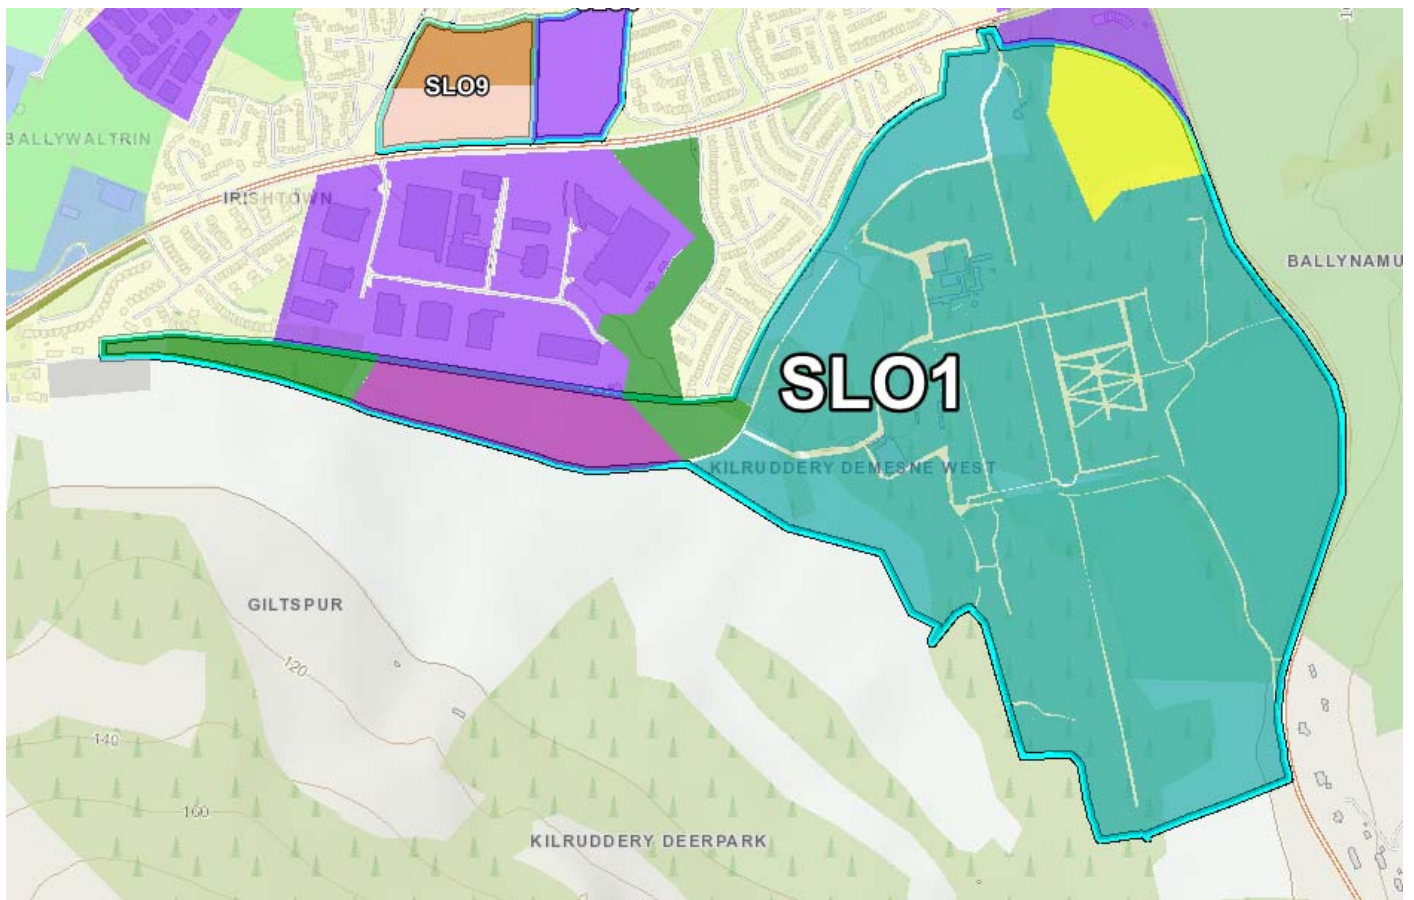 SLO9
BALLYWALTRIN
IRISHTOWN
BALLYNAMU
SLO1
KILRUDDERY DEMESNE WEST
GILTSPUR
120
140
160
KILRUDDERY DEERPARK